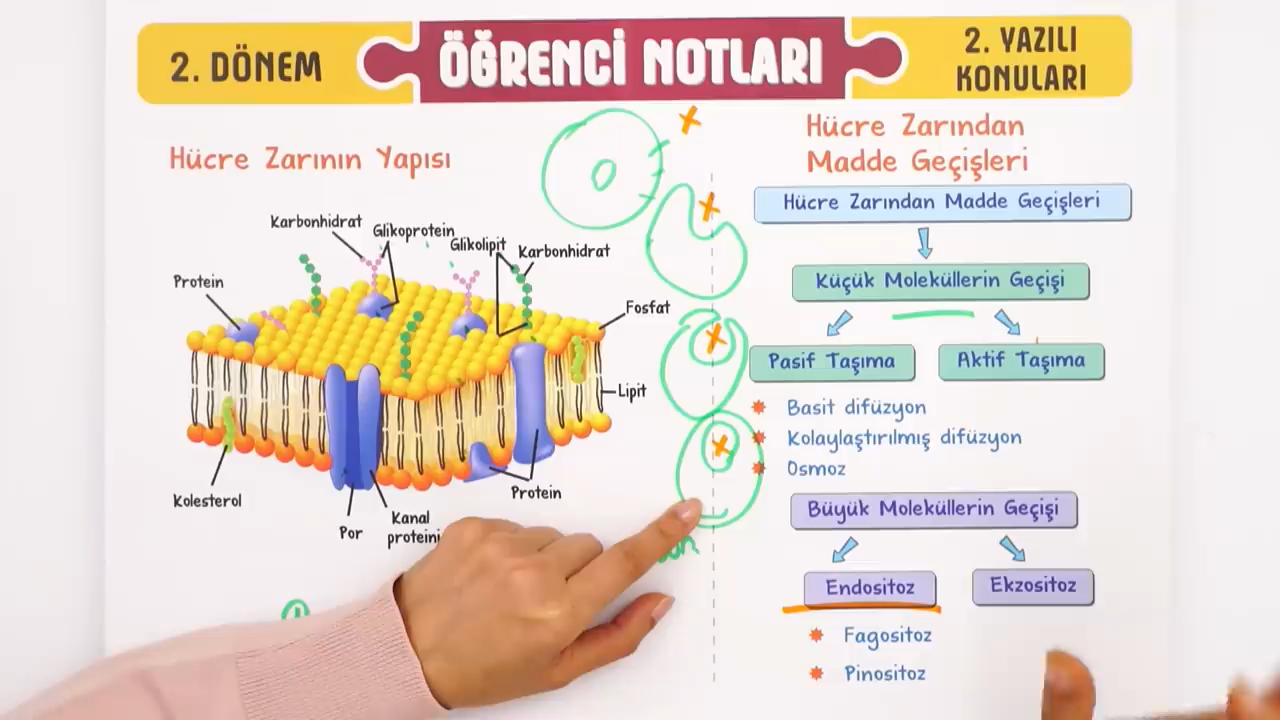 2. DÖNEM
ÖĞRENCİ NOTLARI
2. YAZILI
KONULARI
Hücre Zarının Yapısı
Karbonhidrat
Glikoprotein
Glikolipit
Karbonhidrat
Protein
Fosfat
Lipit
Kolesterol
Por
Kanal
proteini
Protein
Hücre Zarından
Madde Geçişleri
Hücre Zarından Madde Geçişleri
Küçük Moleküllerin Geçişi
Pasif Taşıma
Aktif Taşıma
Basit difüzyon
Kolaylaştırılmış difüzyon
Osmoz
Büyük Moleküllerin Geçişi
Endositoz
Ekzositoz
Fagositoz
Pinositoz